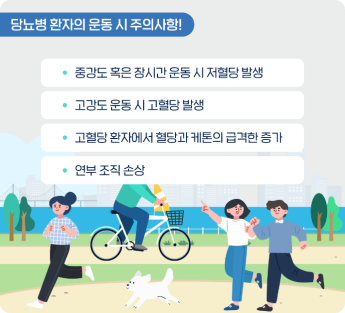 당뇨병 환자의 운동 시 주의사항!
중강도 혹은 장시간 운동 시 저혈당 발생
고강도 운동 시 고혈당 발생
고혈당 환자에서 혈당과 케톤의 급격한 증가
연부 조직 손상